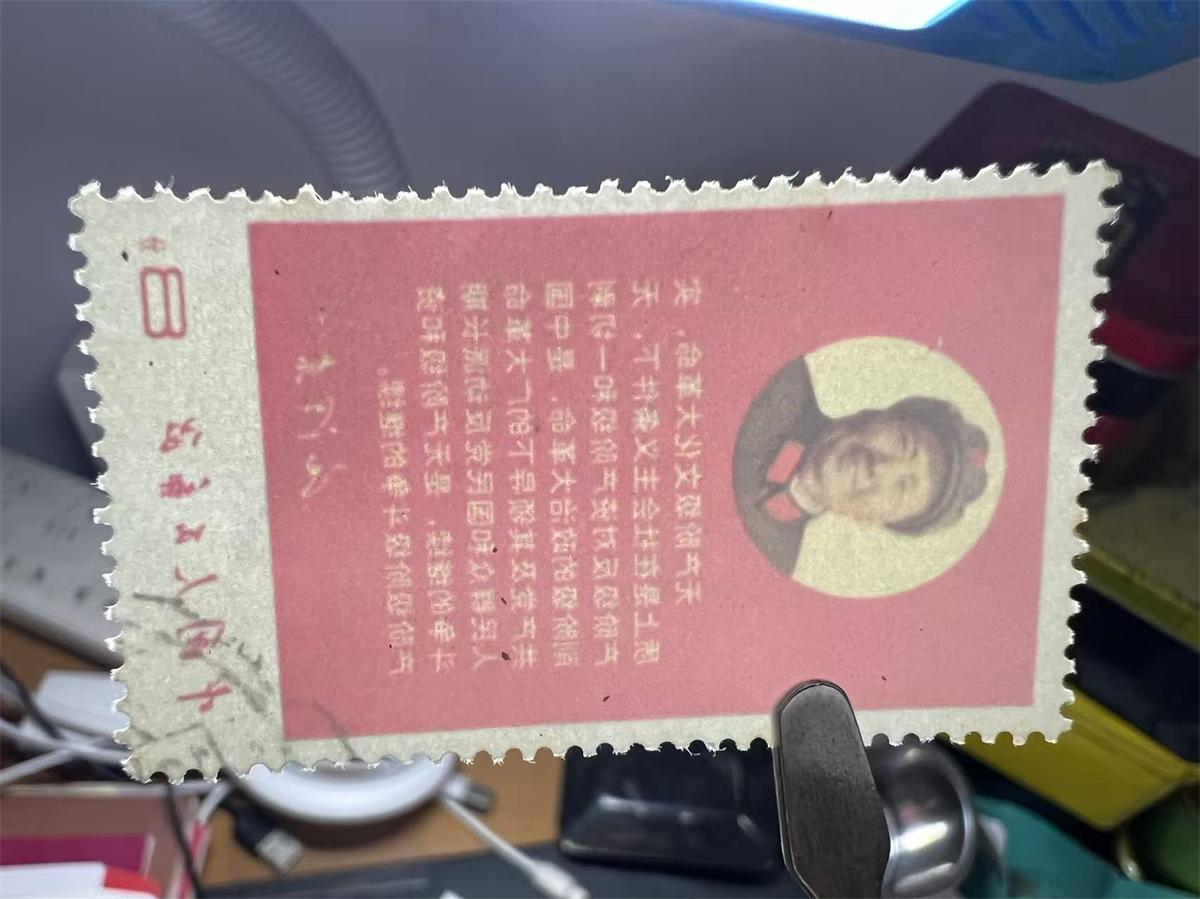 无产阶级文化大革命，实
质上是在社会主义条件下，无
产阶级反对资产阶级和一切剥
削阶级的政治大革命，是中国
共产党及其领导下的广大革命
人民群众和国民党反动派长期
斗争的继续，是无产阶级和资
产阶级阶级斗争的继续。
毛泽东
中国人民邮政 8分